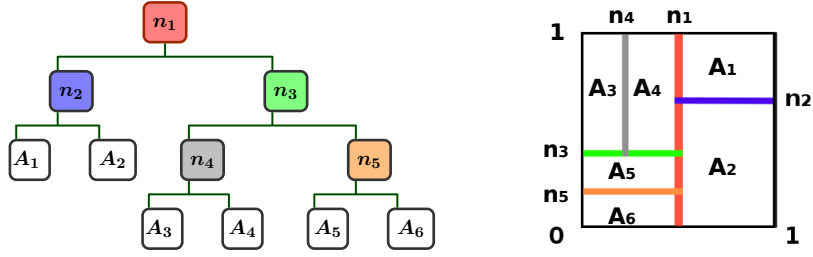 n₁
n₂ n₃
A₁ A₂ n₄ n₅
A₃ A₄ A₅ A₆
n₄ n₁
1
A₁
A₃ A₄
n₂
n₃
A₅ A₂
n₅
A₆
0 1